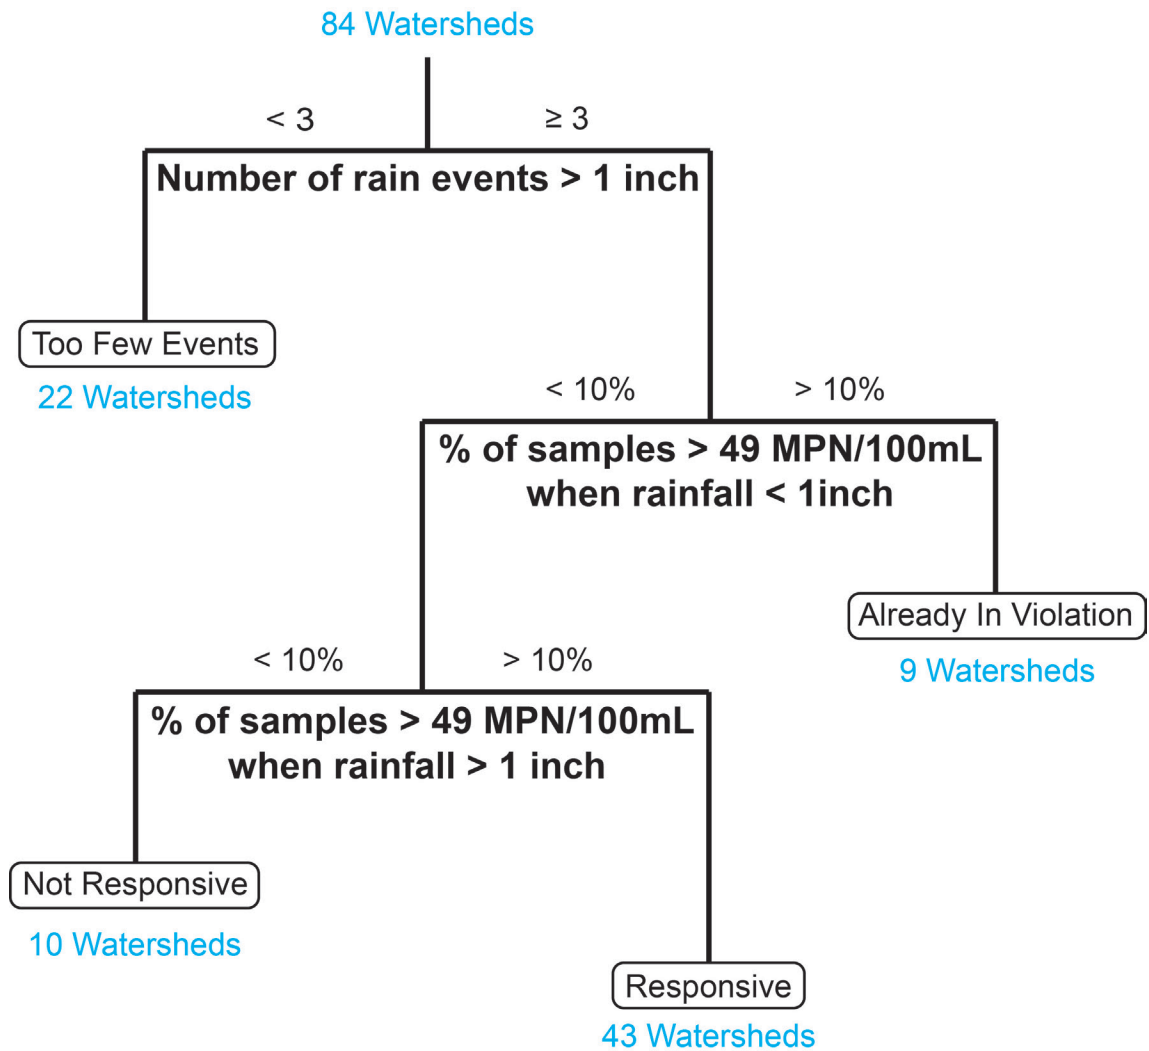 84 Watersheds
< 3
≥ 3
Number of rain events > 1 inch
Too Few Events
22 Watersheds
< 10%
> 10%
% of samples > 49 MPN/100mL
when rainfall < 1inch
Already In Violation
9 Watersheds
< 10%
> 10%
% of samples > 49 MPN/100mL
when rainfall > 1 inch
Not Responsive
10 Watersheds
Responsive
43 Watersheds